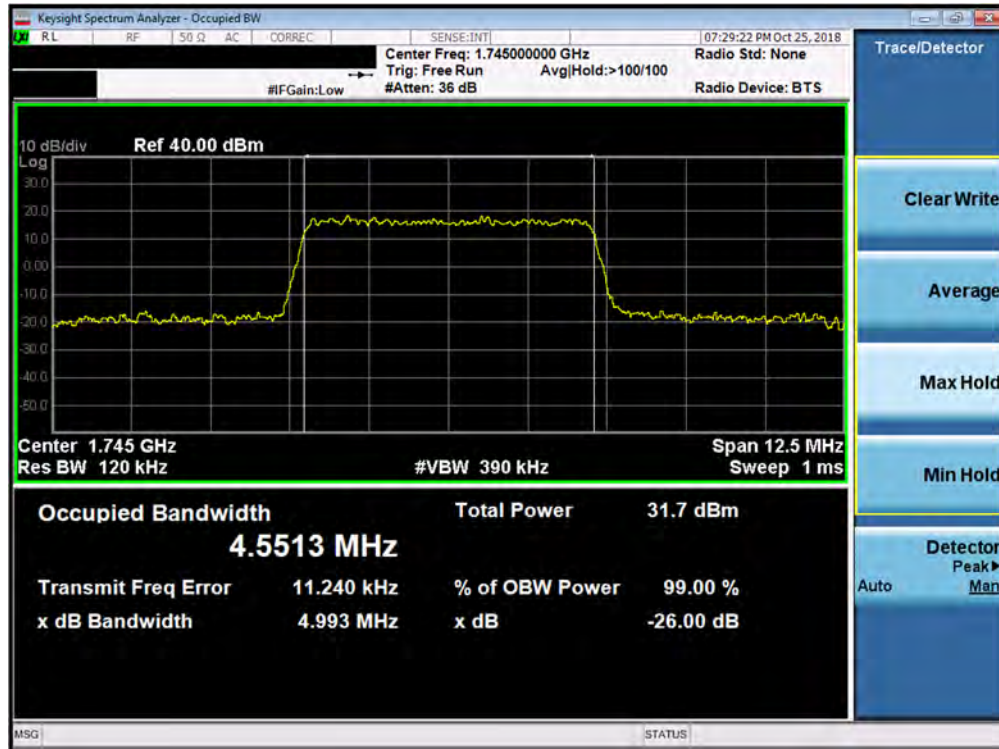 Keysight Spectrum Analyzer - Occupied BW
LXI RL RF 50 Ω AC CORREC SENSE:INT 07:29:22 PM Oct 25, 2018
Center Freq: 1.745000000 GHz Radio Std: None
Trig: Free Run Avg|Hold:>100/100
#IFGain:Low #Atten: 36 dB Radio Device: BTS
10 dB/div Ref 40.00 dBm
Log
30.0
20.0
10.0
0.00
-10.0
-20.0
-30.0
-40.0
-50.0
Center 1.745 GHz Span 12.5 MHz
Res BW 120 kHz #VBW 390 kHz Sweep 1 ms
Occupied Bandwidth Total Power 31.7 dBm
4.5513 MHz
Transmit Freq Error 11.240 kHz % of OBW Power 99.00 %
x dB Bandwidth 4.993 MHz x dB -26.00 dB
MSG STATUS
Trace/Detector
Clear Write
Average
Max Hold
Min Hold
Detector
Peak
Auto Man